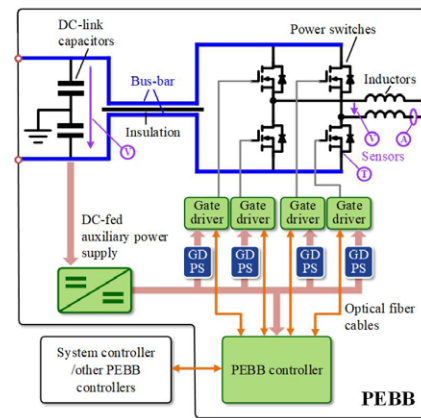 DC-link
capacitors
Power switches
Bus-bar
Inductors
Insulation
V
V
A
Sensors
T
DC-fed
auxiliary power
supply
Gate
driver
Gate
driver
Gate
driver
Gate
driver
GD
PS
GD
PS
GD
PS
GD
PS
Optical fiber
cables
System controller
/other PEBB
controllers
PEBB controller
PEBB